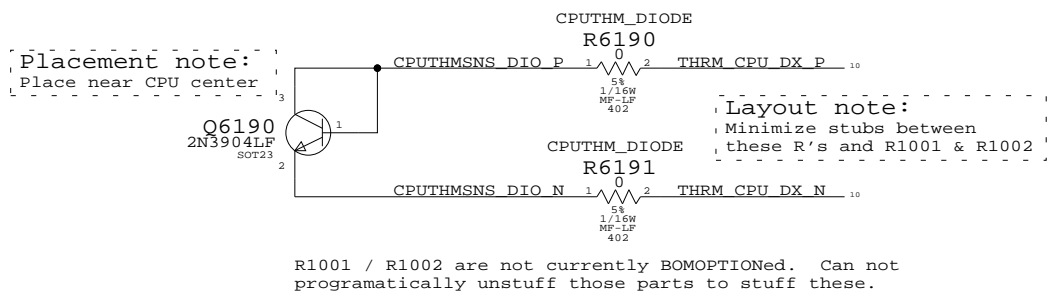 CPUTHM_DIODE
R6190
0
Placement note:
Place near CPU center
CPUTHMSNS_DIO_P
1
2
THRM_CPU_DX_P
10
5%
1/16W
MF-LF
402
3
Q6190
2N3904LF
SOT23
1
2
Layout note:
Minimize stubs between
these R's and R1001 & R1002
CPUTHM_DIODE
R6191
0
CPUTHMSNS_DIO_N
1
2
THRM_CPU_DX_N
10
5%
1/16W
MF-LF
402
R1001 / R1002 are not currently BOMOPTIONed.  Can not
programatically unstuff those parts to stuff these.